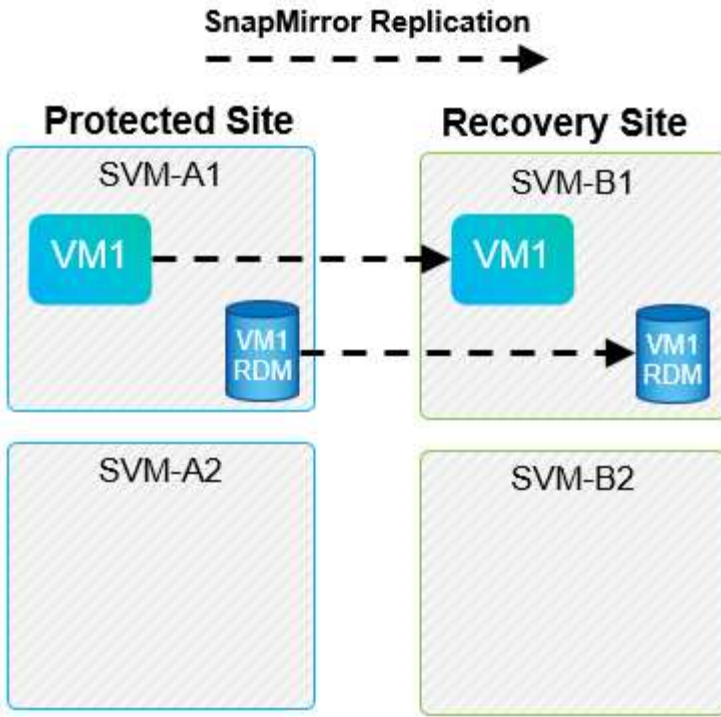 SnapMirror Replication
Protected Site
Recovery Site
SVM-A1
SVM-B1
VM1
VM1
VM1
RDM
VM1
RDM
SVM-A2
SVM-B2